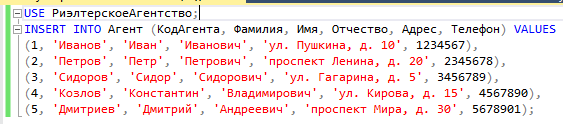 USE РиэлтерскоеАгентство;
INSERT INTO Агент (КодАгента, Фамилия, Имя, Отчество, Адрес, Телефон) VALUES
(1, 'Иванов', 'Иван', 'Иванович', 'ул. Пушкина, д. 10', 1234567),
(2, 'Петров', 'Петр', 'Петрович', 'проспект Ленина, д. 20', 2345678),
(3, 'Сидоров', 'Сидор', 'Сидорович', 'ул. Гагарина, д. 5', 3456789),
(4, 'Козлов', 'Константин', 'Владимирович', 'ул. Кирова, д. 15', 4567890),
(5, 'Дмитриев', 'Дмитрий', 'Андреевич', 'проспект Мира, д. 30', 5678901);